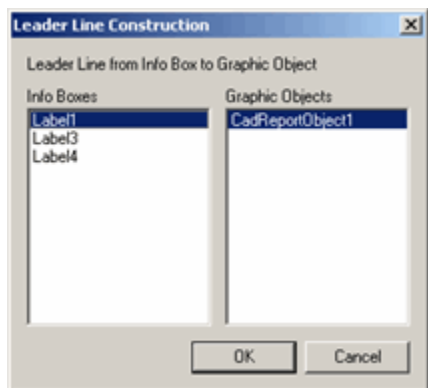 Leader Line Construction
Leader Line from Info Box to Graphic Object
Info Boxes
Label1
Label3
Label4
Graphic Objects
CadReportObject1
OK
Cancel